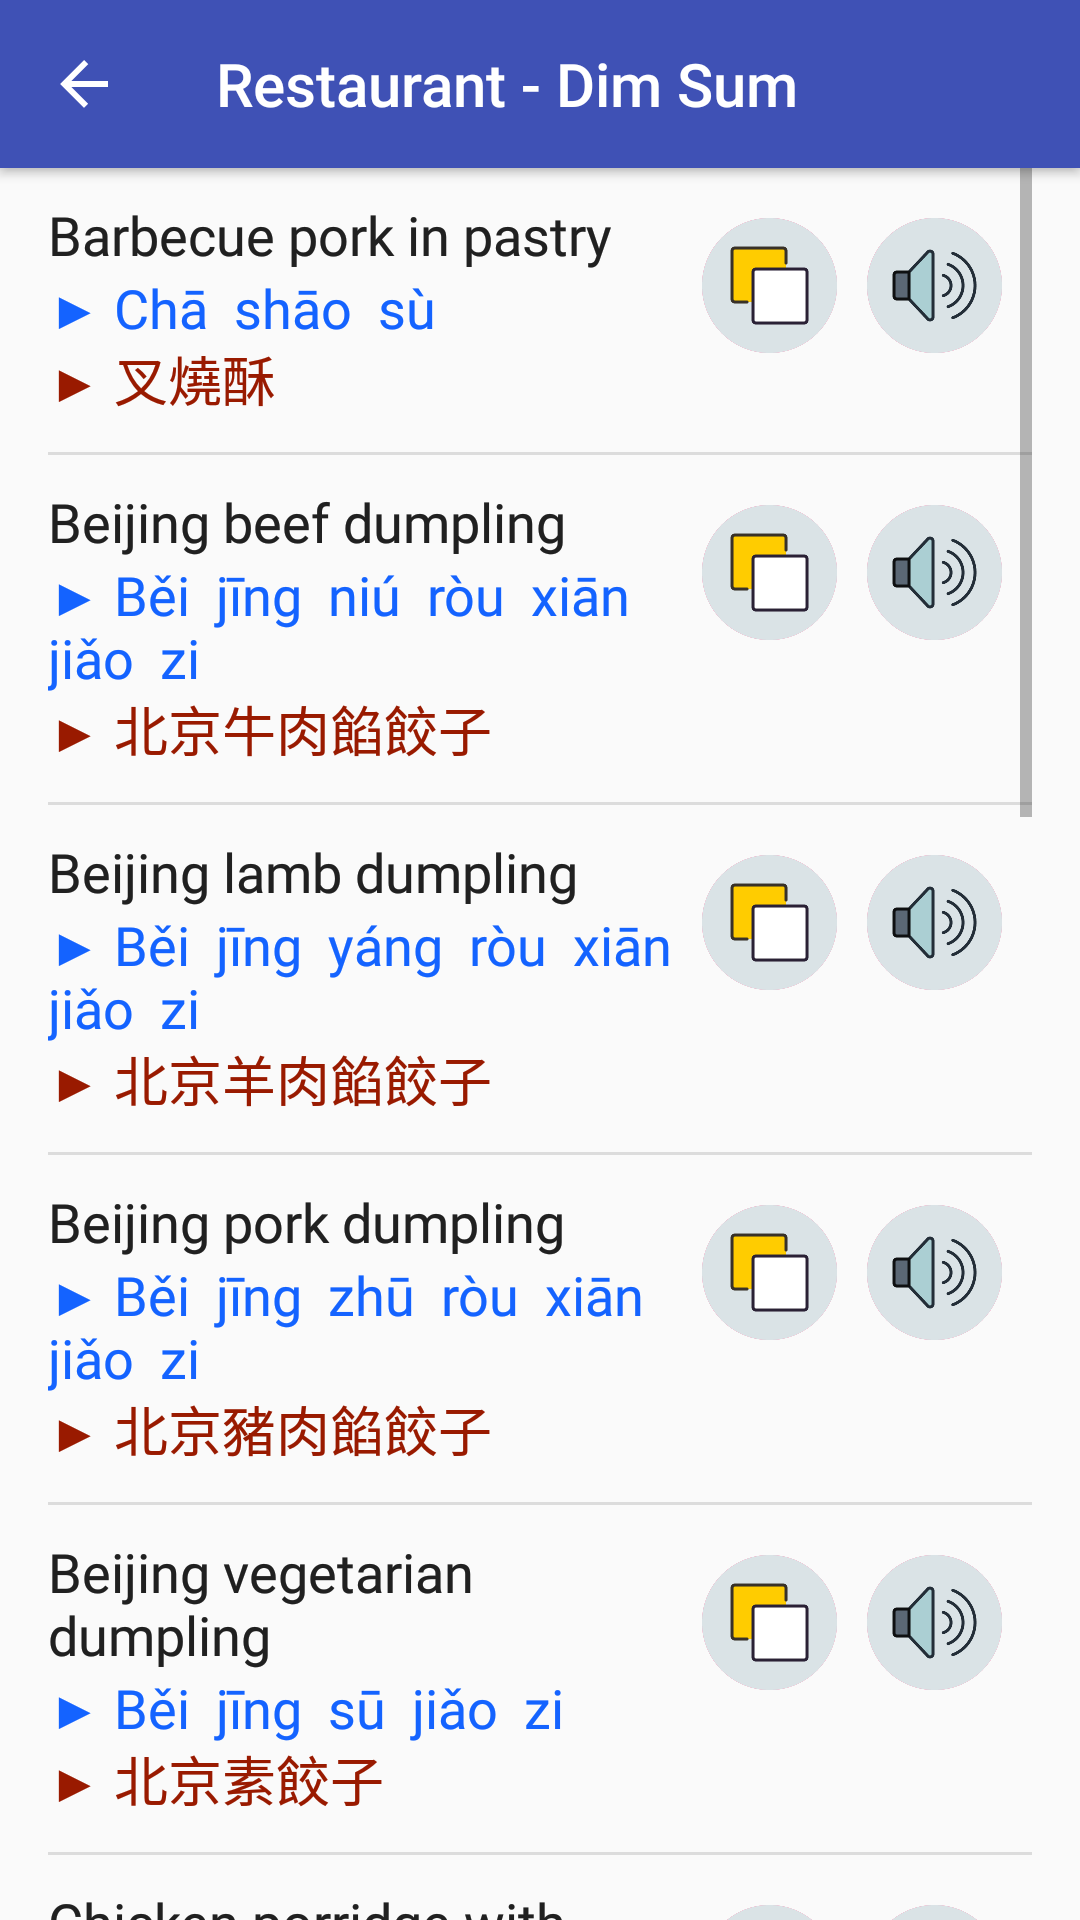 Restaurant - Dim Sum
Barbecue pork in pastry
► Chā shāo sù
► 叉燒酥
Beijing beef dumpling
► Běi jīng niú ròu xiān
jiǎo zi
► 北京牛肉餡餃子
Beijing lamb dumpling
► Běi jīng yáng ròu xiān
jiǎo zi
► 北京羊肉餡餃子
Beijing pork dumpling
► Běi jīng zhū ròu xiān
jiǎo zi
► 北京豬肉餡餃子
Beijing vegetarian
dumpling
► Běi jīng sū jiǎo zi
► 北京素餃子
Chicken porridge with